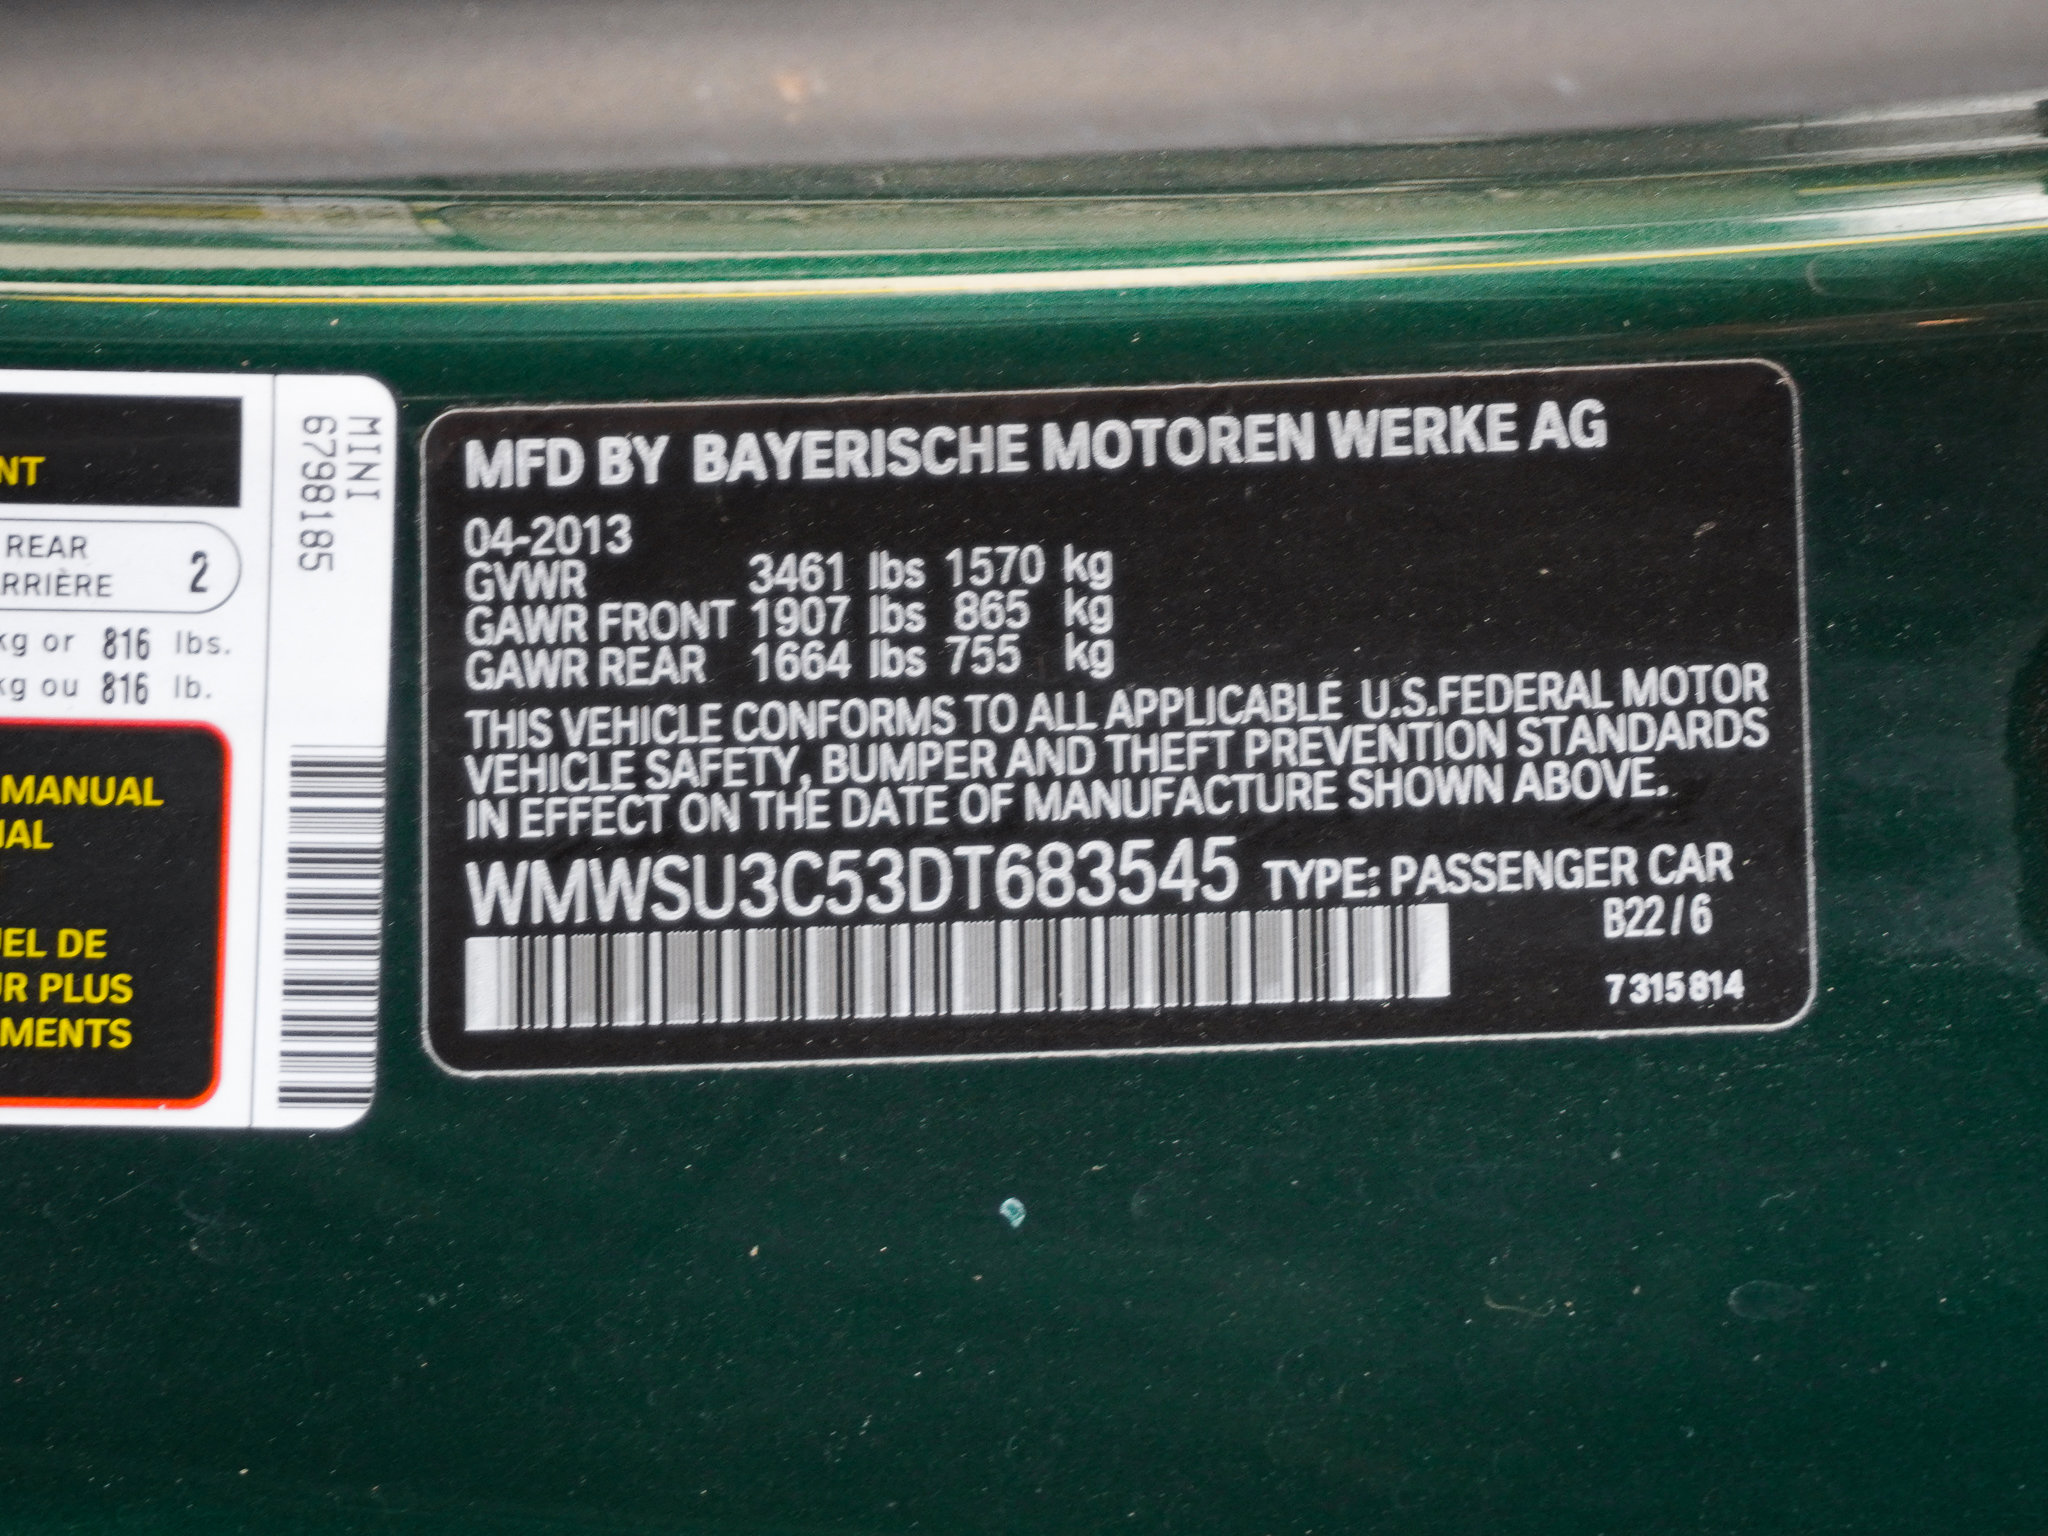 NT
REAR
RRIÈRE 2
kg or 816 lbs.
kg ou 816 lb.
MANUAL
UAL
UEL DE
UR PLUS
MENTS
MINI
6798185
MFD BY BAYERISCHE MOTOREN WERKE AG
04-2013
GVWR 3461 lbs 1570 kg
GAWR FRONT 1907 lbs 865 kg
GAWR REAR 1664 lbs 755 kg
THIS VEHICLE CONFORMS TO ALL APPLICABLE U.S.FEDERAL MOTOR
VEHICLE SAFETY, BUMPER AND THEFT PREVENTION STANDARDS
IN EFFECT ON THE DATE OF MANUFACTURE SHOWN ABOVE.
WMWSU3C53DT683545 TYPE: PASSENGER CAR
B22/6
7315814